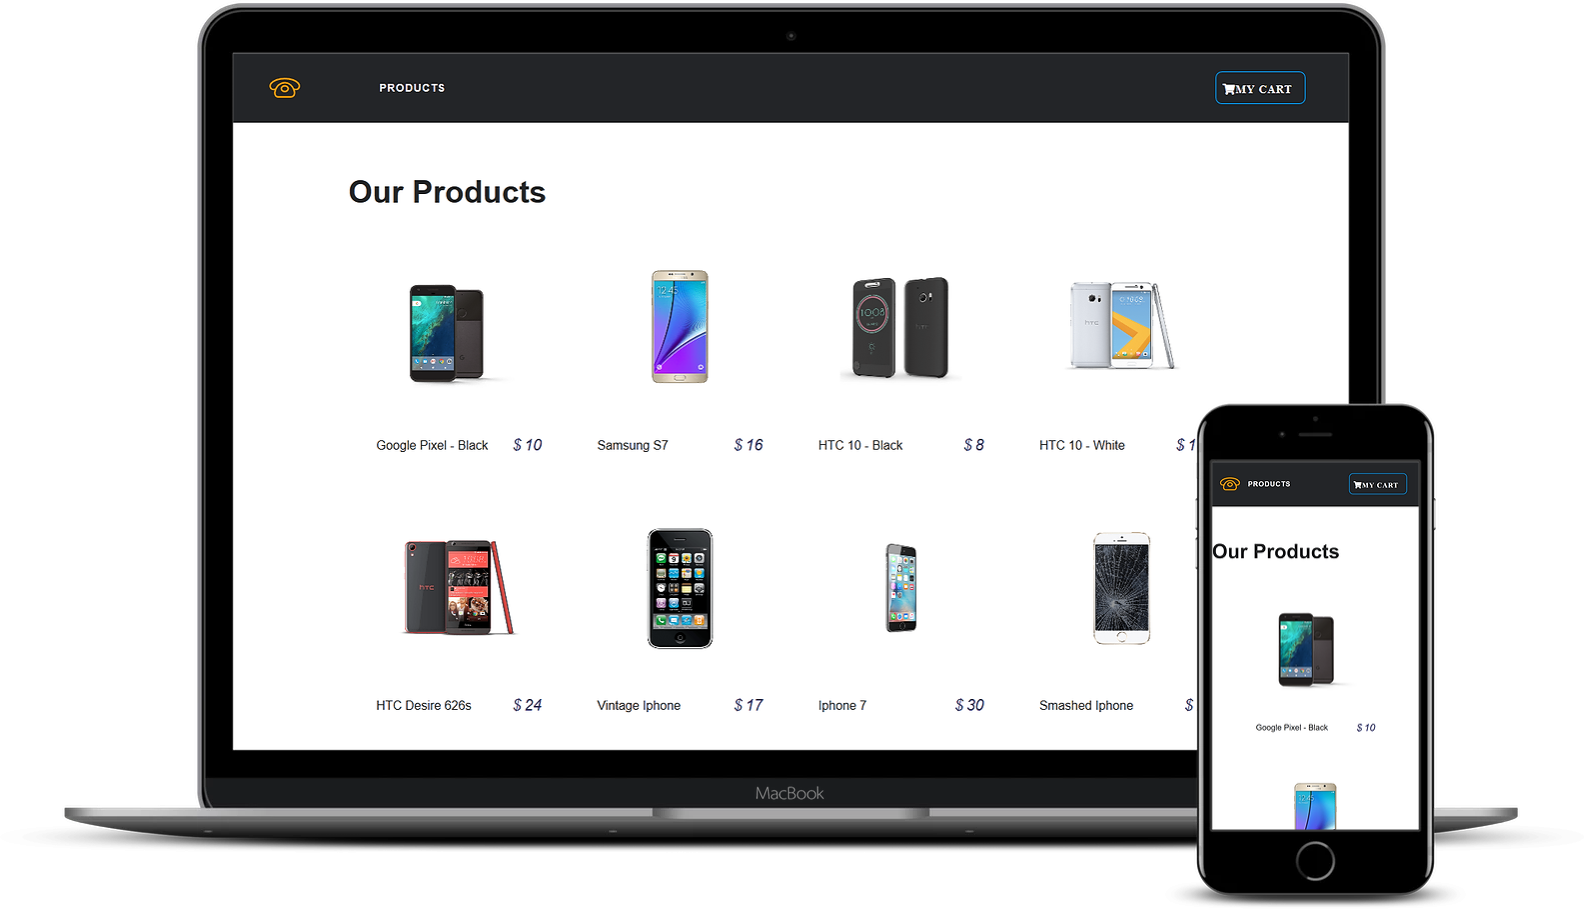 PRODUCTS
MY CART
Our Products
Google Pixel - Black $ 10
Samsung S7 $ 16
HTC 10 - Black $ 8
HTC 10 - White $ 1
HTC Desire 626s $ 24
Vintage Iphone $ 17
Iphone 7 $ 30
Smashed Iphone $
MacBook
PRODUCTS
MY CART
Our Products
Google Pixel - Black $ 10